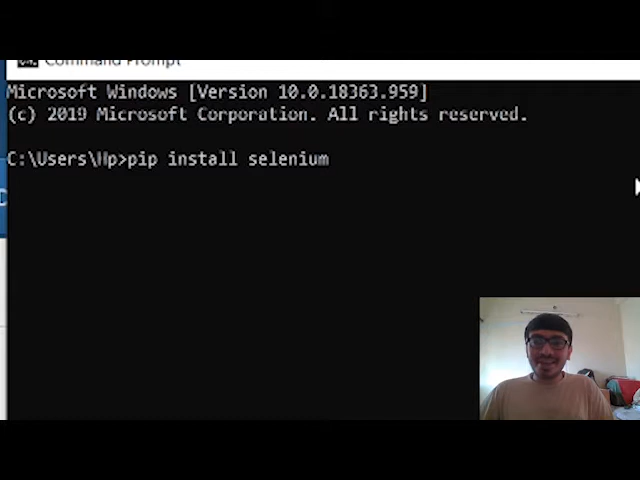 Command Prompt
Microsoft Windows [Version 10.0.18363.959]
(c) 2019 Microsoft Corporation. All rights reserved.
C:\Users\Hp>pip install selenium